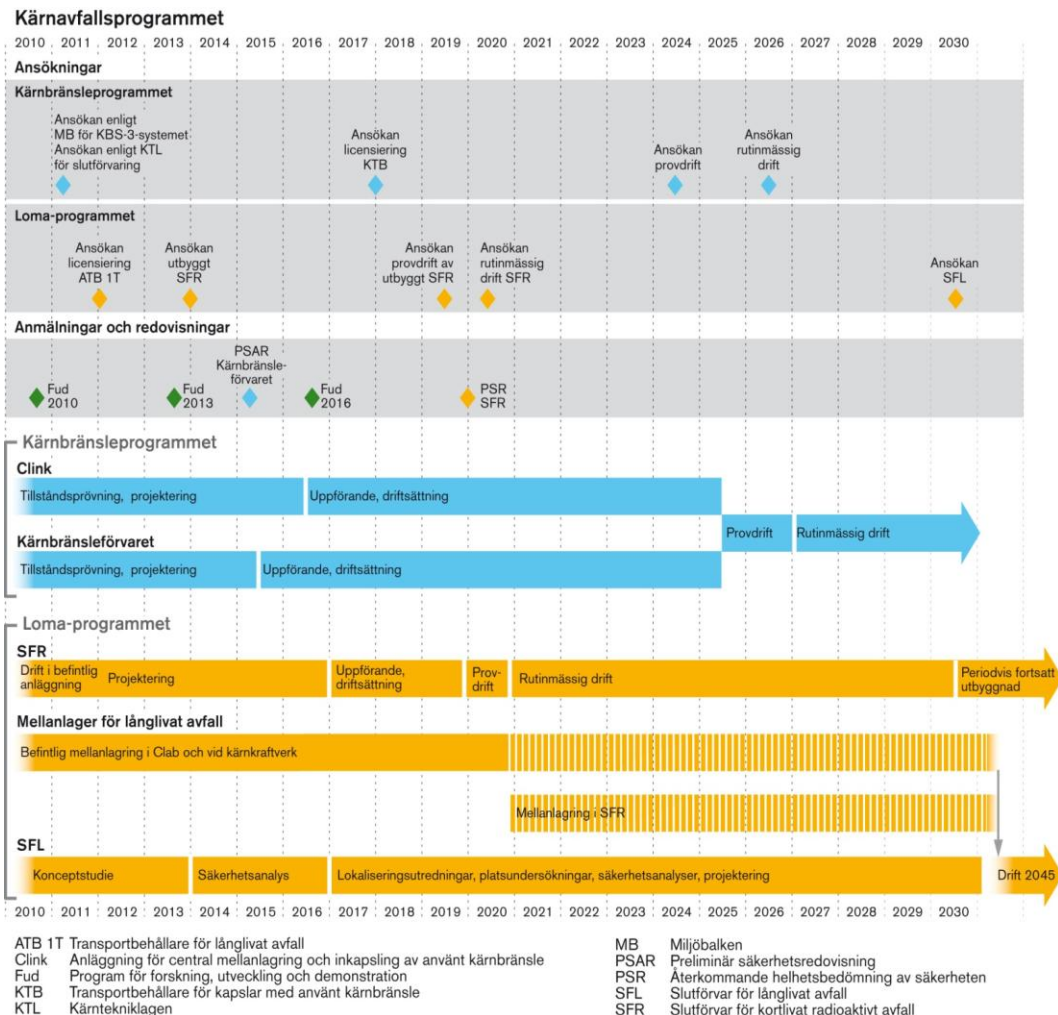 Kärnavfallsprogrammet
2010 2011 2012 2013 2014 2015 2016 2017 2018 2019 2020 2021 2022 2023 2024 2025 2026 2027 2028 2029 2030
Ansökningar
Kärnbränsleprogrammet
Ansökan enligt
MB för KBS-3-systemet
Ansökan enligt KTL
för slutförvaring
Ansökan
licensiering
KTB
Ansökan
provdrift
Ansökan
rutinmässig
drift
Loma-programmet
Ansökan
licensiering
ATB 1T
Ansökan
utbyggt
SFR
Ansökan
provdrift av
utbyggt SFR
Ansökan
rutinmässig
drift SFR
Ansökan
SFL
Anmälningar och redovisningar
Fud
2010
Fud
2013
PSAR
Kärnbränsle-
förvaret
Fud
2016
PSR
SFR
Kärnbränsleprogrammet
Clink
Tillståndsprövning, projektering
Uppförande, driftsättning
Provdrift
Rutinmässig drift
Kärnbränsleförvaret
Tillståndsprövning, projektering
Uppförande, driftsättning
Loma-programmet
SFR
Drift i befintlig
anläggning
Projektering
Uppförande,
driftsättning
Prov-
drift
Rutinmässig drift
Periodvis fortsatt
utbyggnad
Mellanlager för långlivat avfall
Befintlig mellanlagring i Clab och vid kärnkraftverk
Mellanlagring i SFR
SFL
Konceptstudie
Säkerhetsanalys
Lokaliseringsutredningar, platsundersökningar, säkerhetsanalyser, projektering
Drift 2045
2010 2011 2012 2013 2014 2015 2016 2017 2018 2019 2020 2021 2022 2023 2024 2025 2026 2027 2028 2029 2030
ATB 1T Transportbehållare för långlivat avfall
Clink Anläggning för central mellanlagring och inkapsling av använt kärnbränsle
Fud Program för forskning, utveckling och demonstration
KTB Transportbehållare för kapslar med använt kärnbränsle
KTL Kärntekniklagen
MB Miljöbalken
PSAR Preliminär säkerhetsredovisning
PSR Återkommande helhetsbedömning av säkerheten
SFL Slutförvar för långlivat avfall
SFR Slutförvar för kortlivat radioaktivt avfall